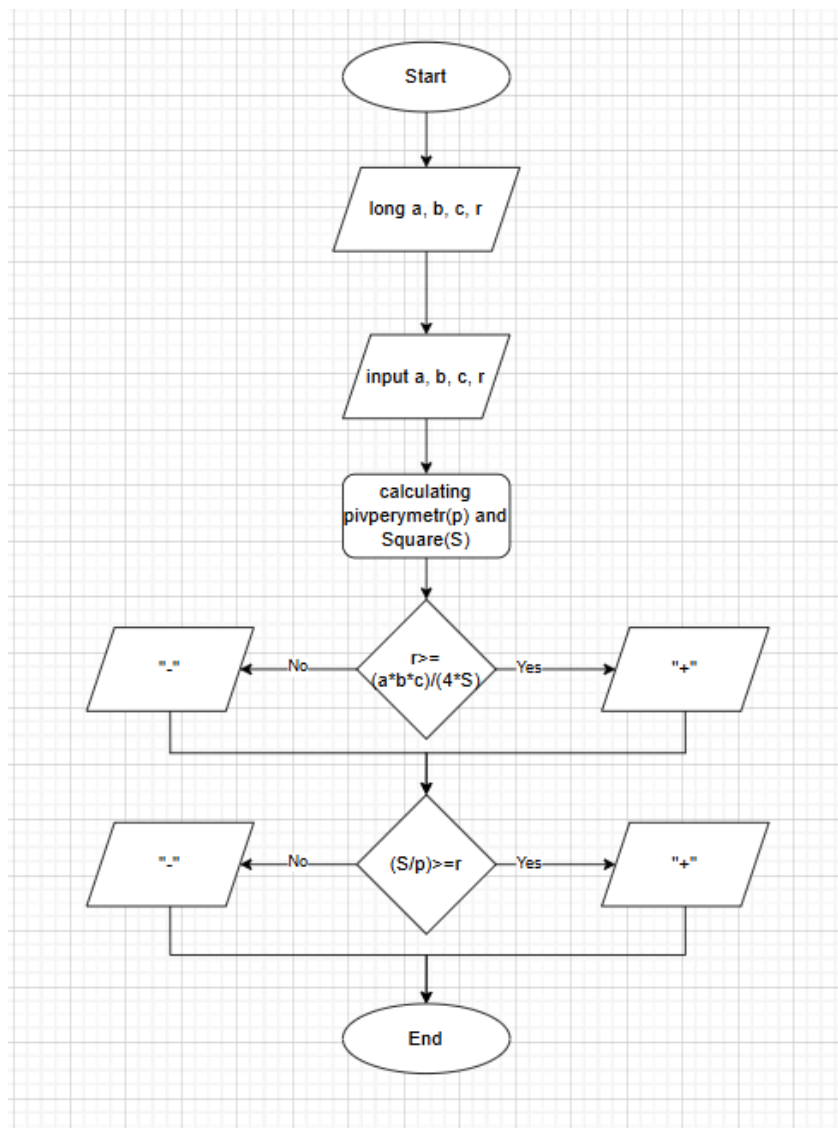 Start
long a, b, c, r
input a, b, c, r
calculating
pivperymetr(p) and
Square(S)
"-"
No
r>=
(a*b*c)/(4*S)
Yes
"+"
"-"
No
(S/p)>=r
Yes
"+"
End